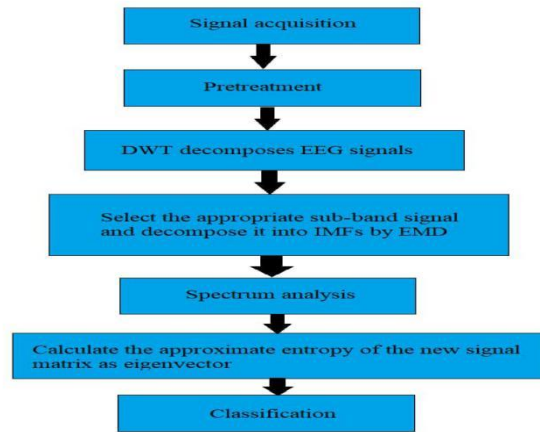 Signal acquisition
Pretreatment
DWT decomposes EEG signals
Select the appropriate sub-band signal
and decompose it into IMFs by EMD
Spectrum analysis
Calculate the approximate entropy of the new signal
matrix as eigenvector
Classification